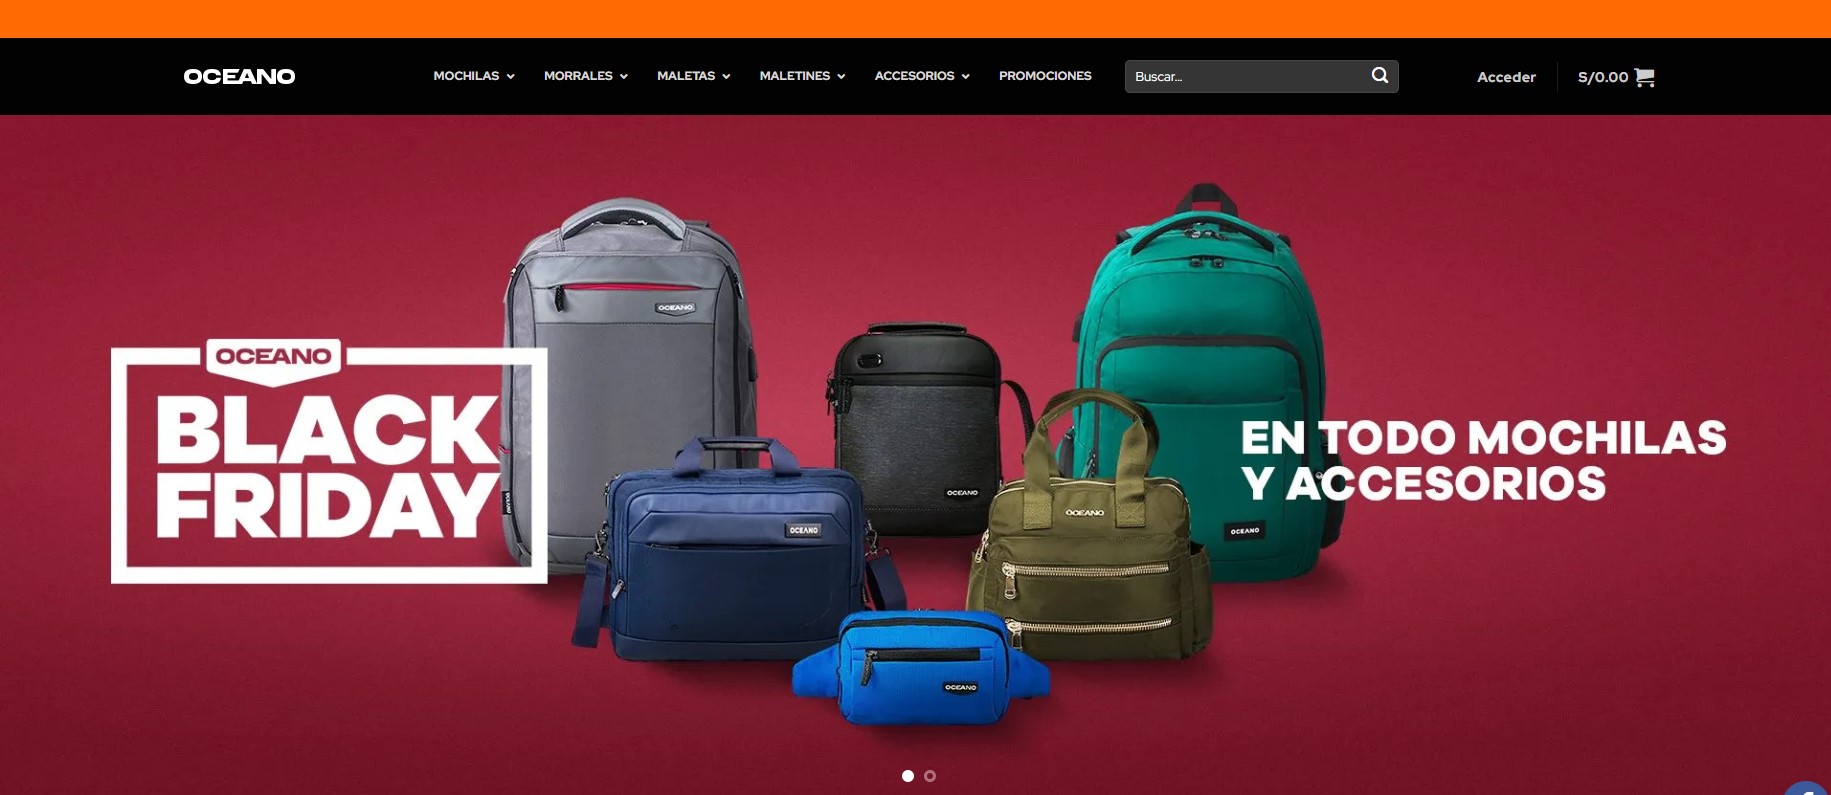 OCEANO
MOCHILAS
MORRALES
MALETAS
MALETINES
ACCESORIOS
PROMOCIONES
Buscar...
Acceder
S/0.00
OCEANO
BLACK
FRIDAY
EN TODO MOCHILAS
Y ACCESORIOS
OCEANO
OCEANO
OCEANO
OCEANO
OCEANO
OCEANO